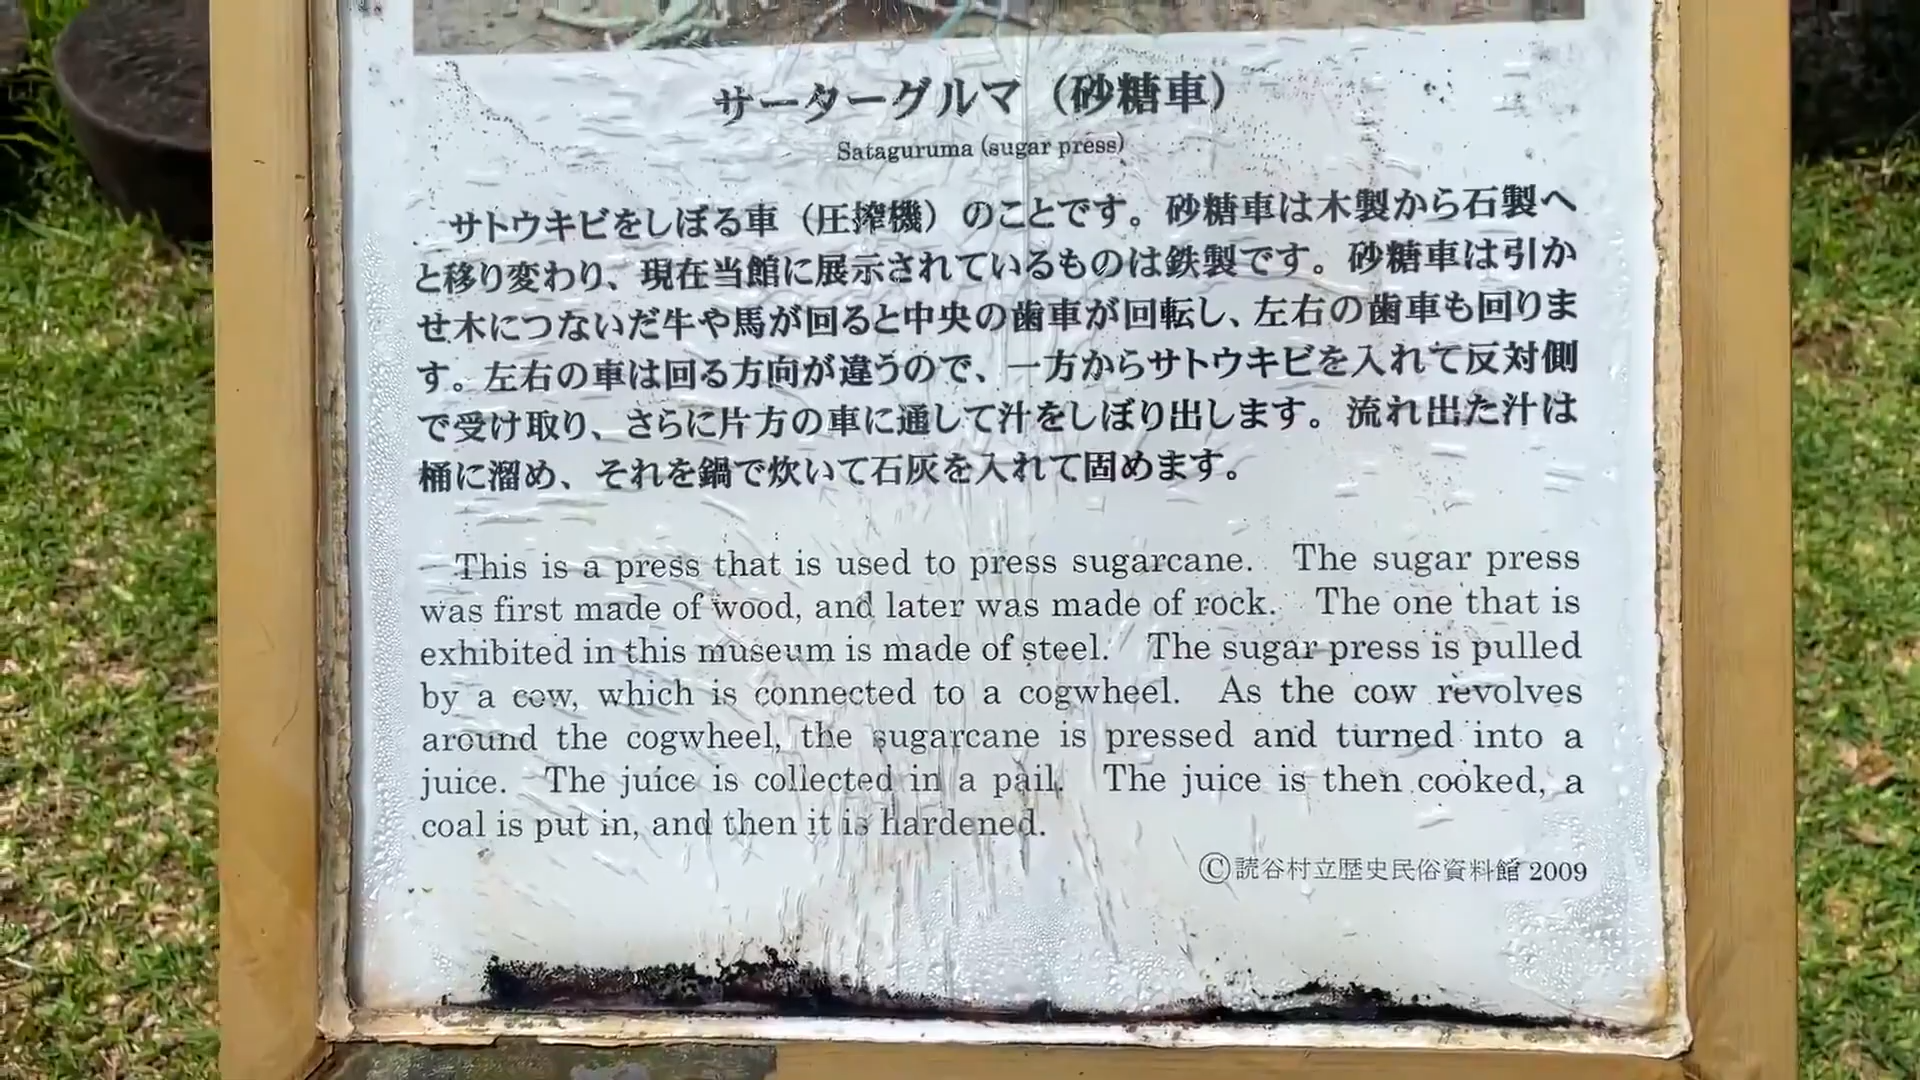 サーターグルマ（砂糖車）
Sataguruma (sugar press)
サトウキビをしぼる車（圧搾機）のことです。砂糖車は木製から石製へ
と移り変わり、現在当館に展示されているものは鉄製です。砂糖車は引か
せ木につないだ牛や馬が回ると中央の歯車が回転し、左右の歯車も回りま
す。左右の車は回る方向が違うので、一方からサトウキビを入れて反対側
で受け取り、さらに片方の車に通して汁をしぼり出します。流れ出た汁は
桶に溜め、それを鍋で炊いて石灰を入れて固めます。
This is a press that is used to press sugarcane. The sugar press
was first made of wood, and later was made of rock. The one that is
exhibited in this museum is made of steel. The sugar press is pulled
by a cow, which is connected to a cogwheel. As the cow revolves
around the cogwheel, the sugarcane is pressed and turned into a
juice. The juice is collected in a pail. The juice is then cooked, a
coal is put in, and then it is hardened.
©読谷村立歴史民俗資料館 2009